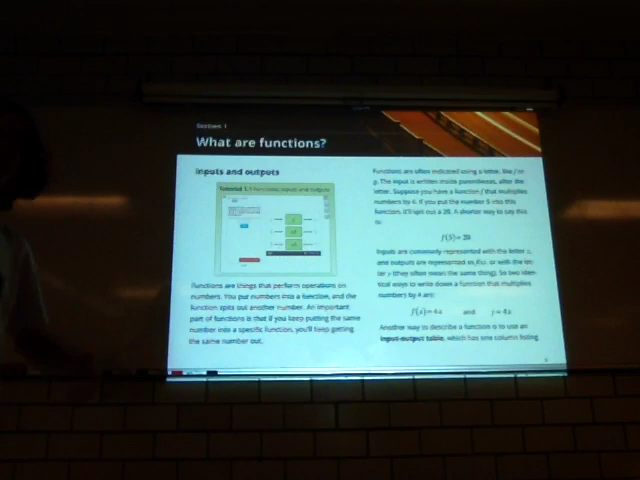 Section 1
What are functions?
Inputs and outputs
Tutorial 1.1 Functions: inputs and outputs
Functions are things that perform operations on
numbers. You put numbers into a function, and the
function spits out another number. An important
part of functions is that if you keep putting the same
number into a specific function, you'll keep getting
the same number out.
Functions are often indicated using a letter, like f or
g. The input is written inside parentheses, after the
letter. Suppose you have a function f that multiplies
numbers by 4. If you put the number 5 into this
function, it'll spit out a 20. A shorter way to say this
is:
f(5)=20
Inputs are commonly represented with the letter x,
and outputs are represented as f(x), or with the let-
ter y (they often mean the same thing). So two iden-
tical ways to write down a function that multiplies
numbers by 4 are:
f(x)=4x and y=4x
Another way to describe a function is to use an
input-output table, which has one column listing